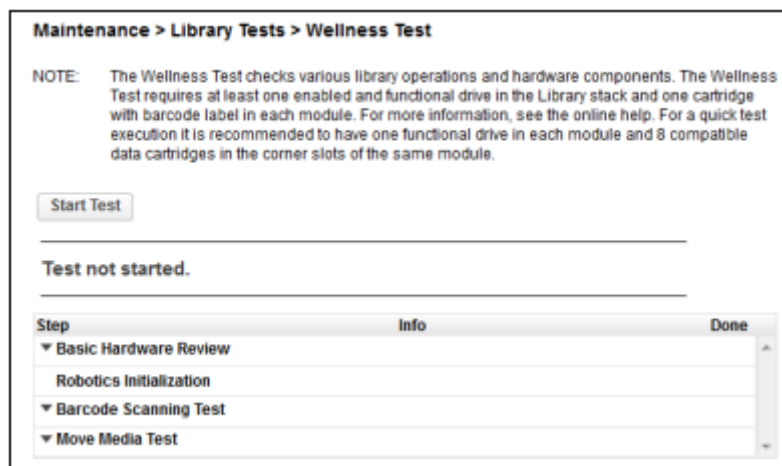 Maintenance > Library Tests > Wellness Test
NOTE: The Wellness Test checks various library operations and hardware components. The Wellness
Test requires at least one enabled and functional drive in the Library stack and one cartridge
with barcode label in each module. For more information, see the online help. For a quick test
execution it is recommended to have one functional drive in each module and 8 compatible
data cartridges in the corner slots of the same module.
Start Test
Test not started.
Step Info Done
Basic Hardware Review
Robotics Initialization
Barcode Scanning Test
Move Media Test